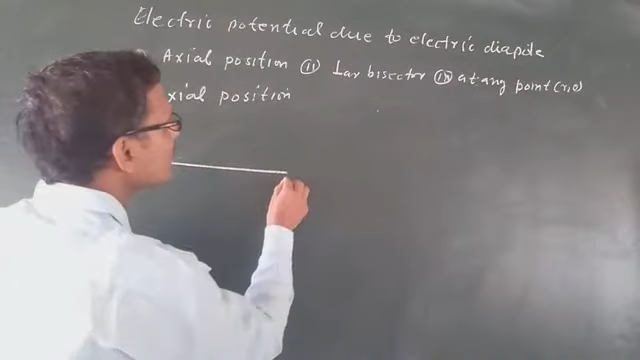 Electric potential due to electric diapole
Axial position (ii) ⊥ar bisector (iii) at any point (r,θ)
xial position